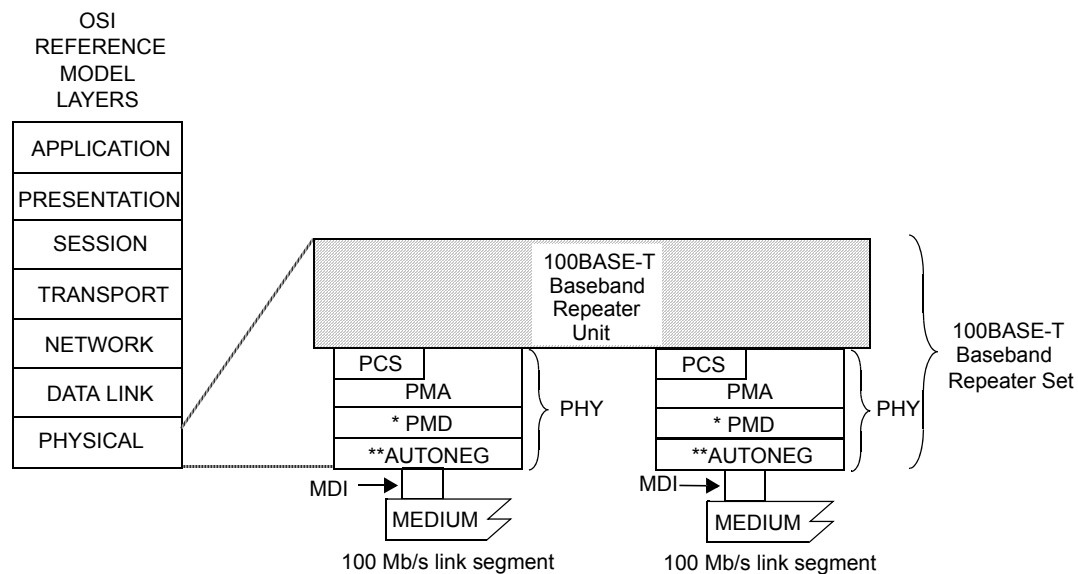 OSI
REFERENCE
MODEL
LAYERS
APPLICATION
PRESENTATION
SESSION
TRANSPORT
NETWORK
DATA LINK
PHYSICAL
100BASE-T
Baseband
Repeater
Unit
PCS
PMA
* PMD
**AUTONEG
PHY
MDI
MEDIUM
100 Mb/s link segment
PCS
PMA
* PMD
**AUTONEG
PHY
MDI
MEDIUM
100 Mb/s link segment
100BASE-T
Baseband
Repeater Set